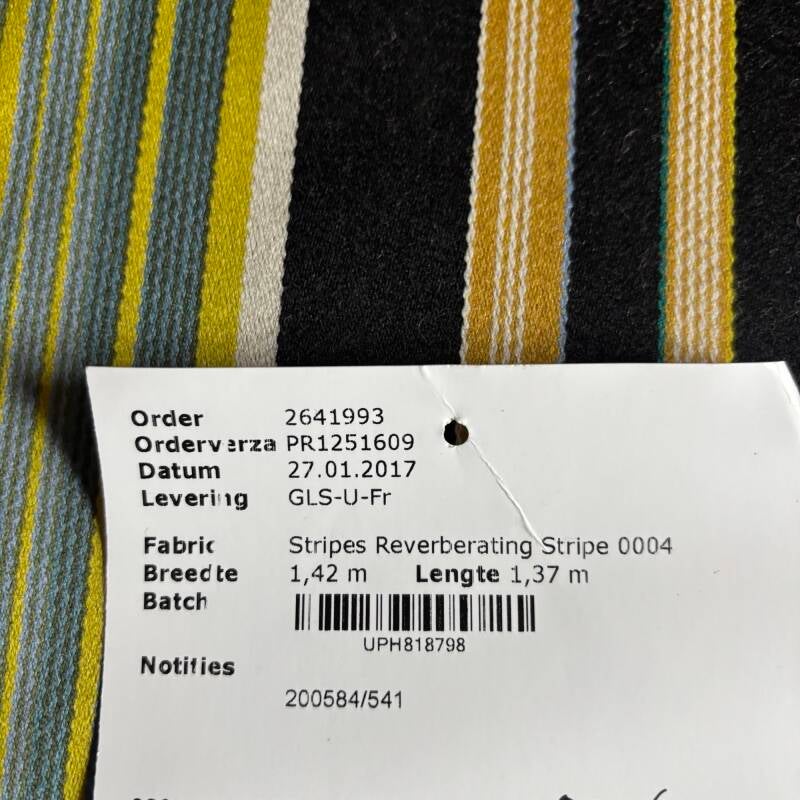 Order 2641993
Orderverza PR1251609
Datum 27.01.2017
Levering GLS-U-Fr
Fabric Stripes Reverberating Stripe 0004
Breedte 1,42 m Lengte 1,37 m
Batch
UPH818798
Notities
200584/541